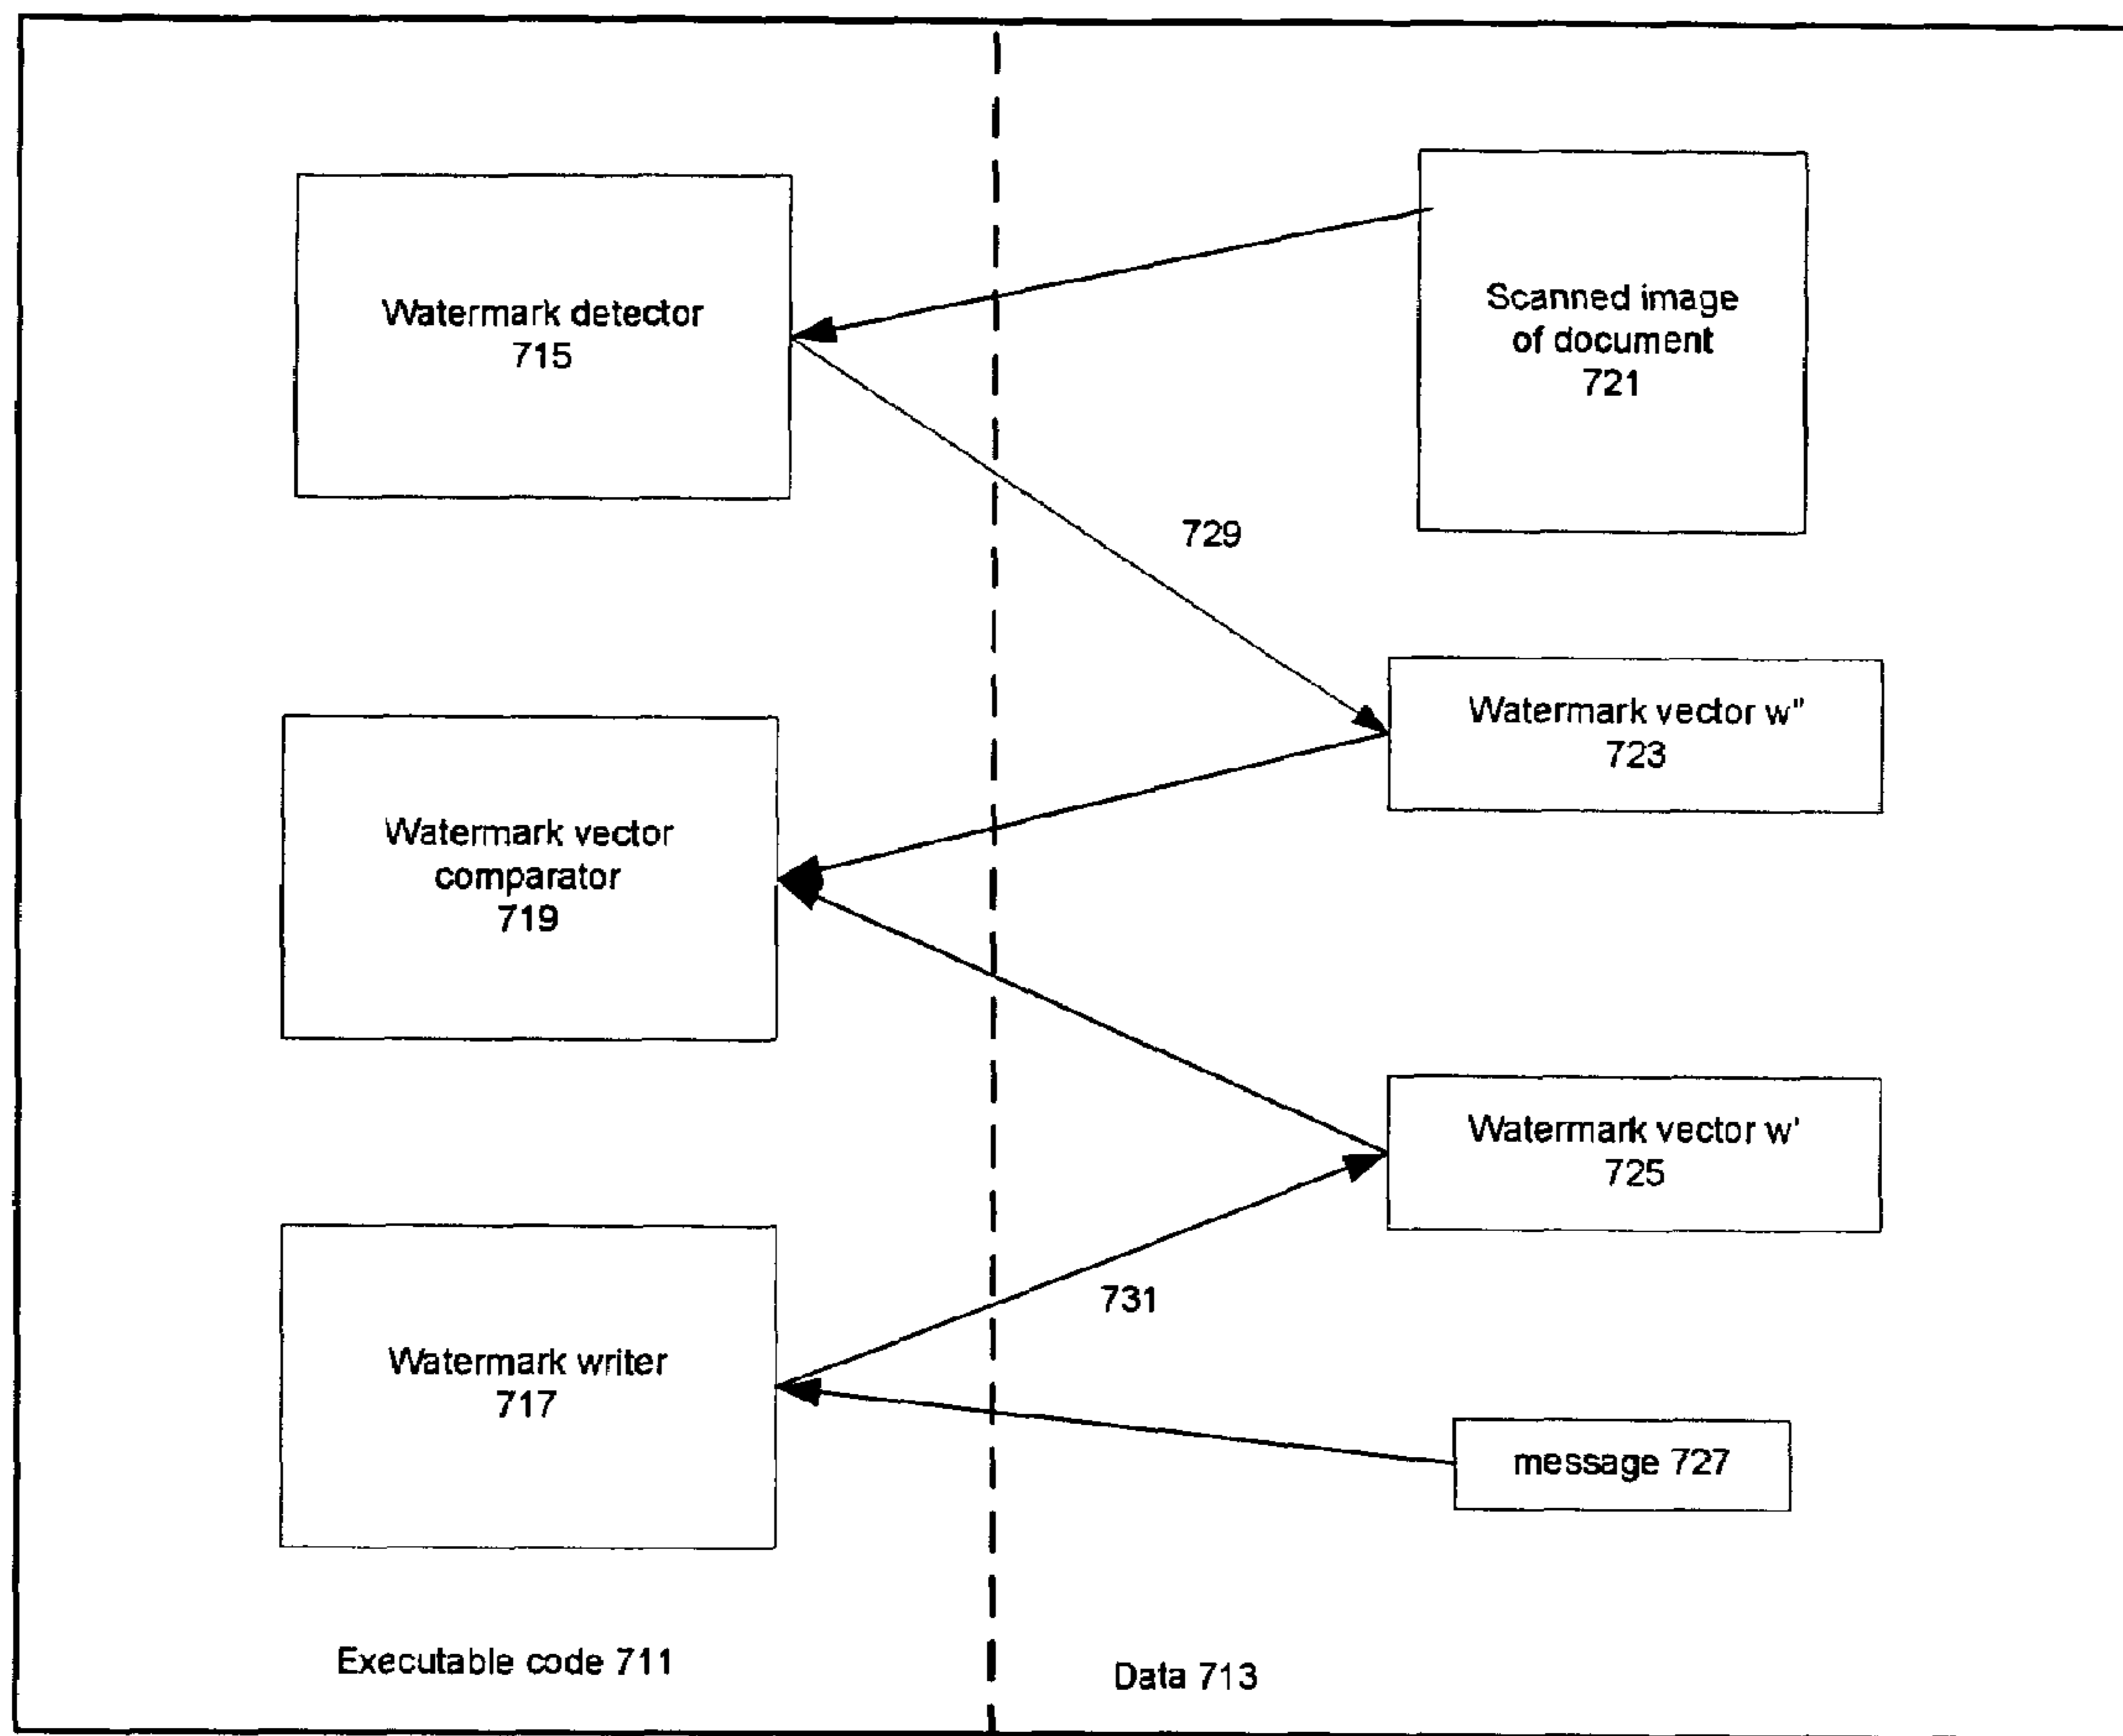 Watermark detector
715
Scanned image
of document
721
729
Watermark vector w"
723
Watermark vector
comparator
719
Watermark vector w'
725
731
Watermark writer
717
message 727
Executable code 711
Data 713